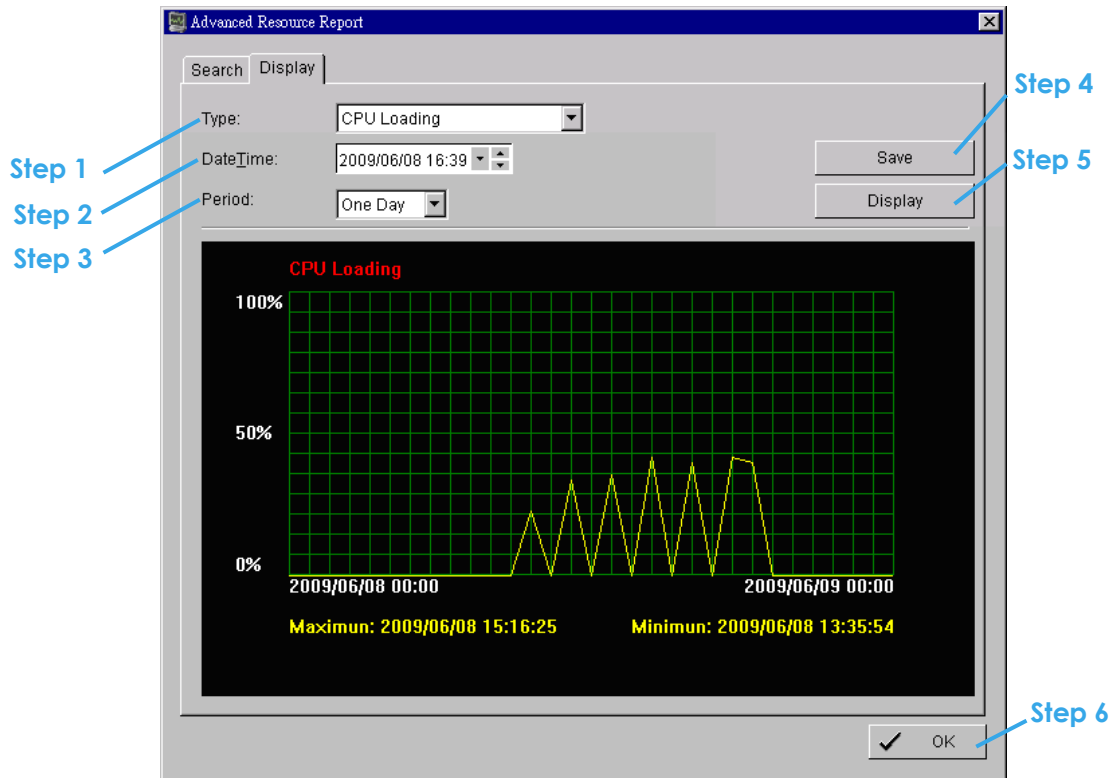 Advanced Resource Report
Search
Display
Step 4
Type:
CPU Loading
Step 1
DateTime:
2009/06/08 16:39
Save
Step 5
Step 2
Period:
One Day
Display
Step 3
CPU Loading
100%
50%
0%
2009/06/08 00:00
2009/06/09 00:00
Maximun: 2009/06/08 15:16:25
Minimun: 2009/06/08 13:35:54
Step 6
OK